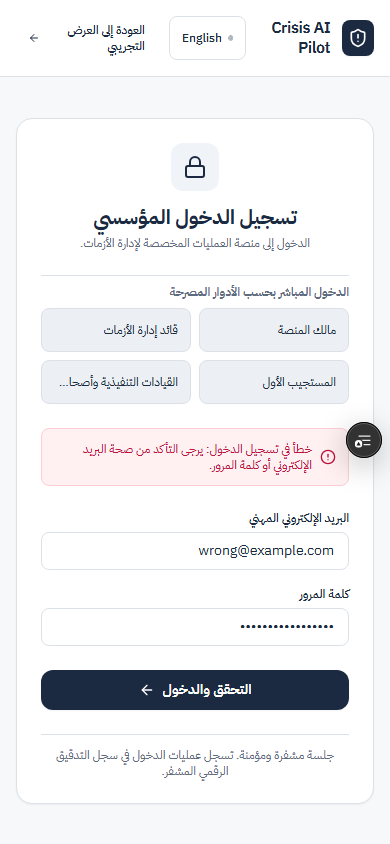 Crisis AI
Pilot
English
العودة إلى العرض
التجريبي
تسجيل الدخول المؤسسي
الدخول إلى منصة العمليات المخصصة لإدارة الأزمات.
الدخول المباشر بحسب الأدوار المصرحة
مالك المنصة
قائد إدارة الأزمات
المستجيب الأول
القيادات التنفيذية وأصحا...
خطأ في تسجيل الدخول: يرجى التأكد من صحة البريد
الإلكتروني أو كلمة المرور.
البريد الإلكتروني المهني
wrong@example.com
كلمة المرور
•••••••••••••••••
التحقق والدخول
جلسة مشفرة ومؤمنة. تسجل عمليات الدخول في سجل التدقيق
الرقمي المشفر.